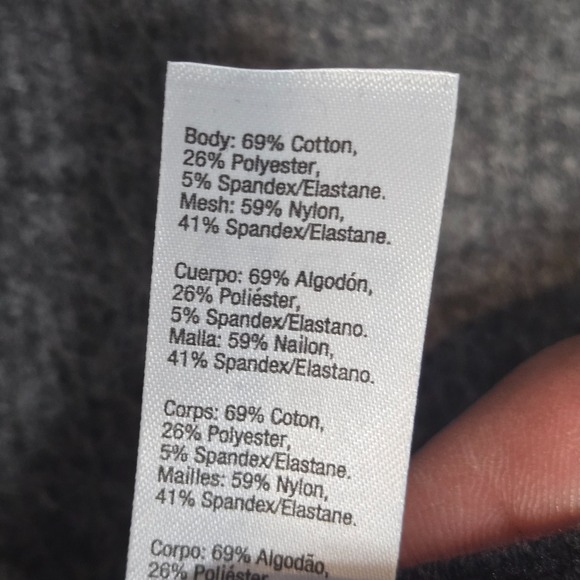 Body: 69% Cotton,
26% Polyester,
5% Spandex/Elastane.
Mesh: 59% Nylon,
41% Spandex/Elastane.
Cuerpo: 69% Algodón,
26% Poliéster,
5% Spandex/Elastano.
Malla: 59% Nailon,
41% Spandex/Elastano.
Corps: 69% Coton,
26% Polyester,
5% Spandex/Elastane.
Mailles: 59% Nylon,
41% Spandex/Elastane.
Corpo: 69% Algodão,
26% Poliéster